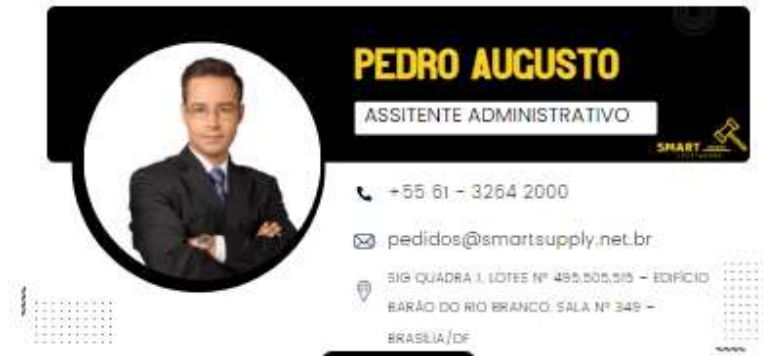 PEDRO AUGUSTO
ASSITENTE ADMINISTRATIVO
SMART
+55 61 - 3264 2000
pedidos@smartsupply.net.br
SIG QUADRA 1, LOTES Nº 495,505,515 – EDIFÍCIO
BARÃO DO RIO BRANCO, SALA Nº 349 –
BRASÍLIA/DF